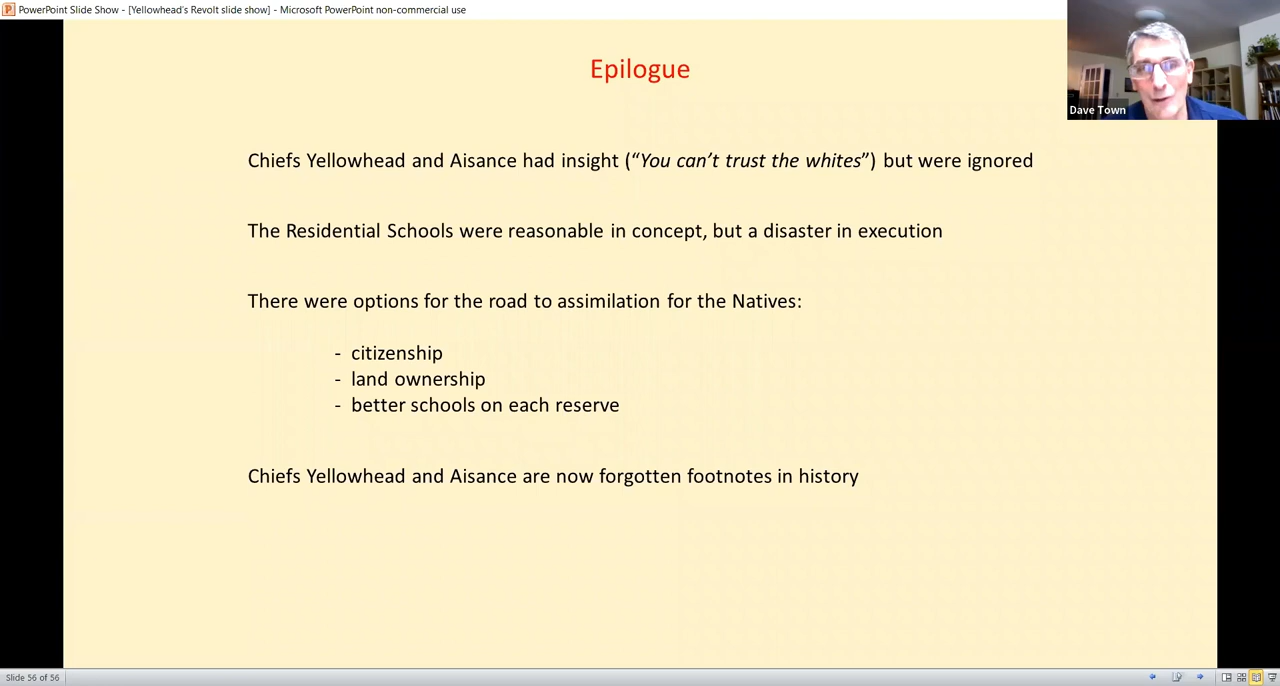 PowerPoint Slide Show - [Yellowhead's Revolt slide show] - Microsoft PowerPoint non-commercial use
Dave Town
Epilogue
Chiefs Yellowhead and Aisance had insight (“You can’t trust the whites”) but were ignored
The Residential Schools were reasonable in concept, but a disaster in execution
There were options for the road to assimilation for the Natives:
- citizenship
- land ownership
- better schools on each reserve
Chiefs Yellowhead and Aisance are now forgotten footnotes in history
Slide 56 of 56